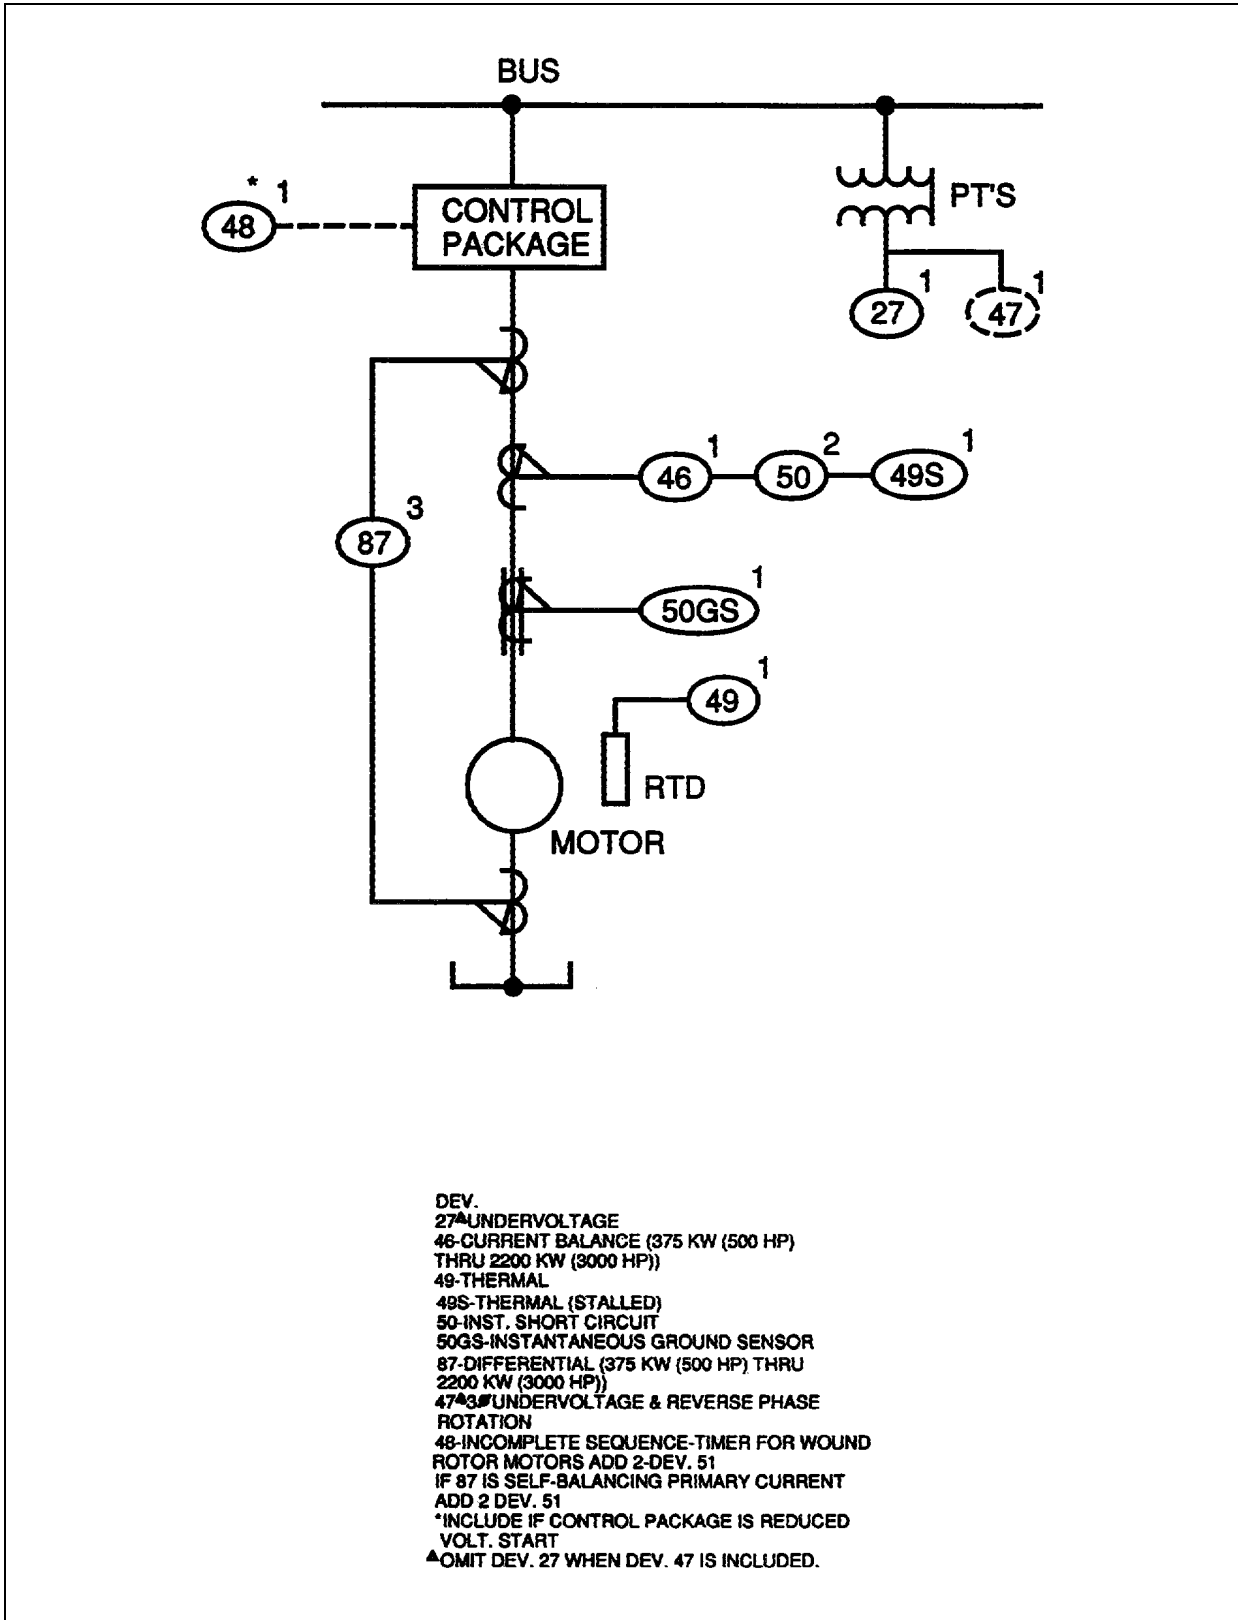 BUS
* 1
48
CONTROL
PACKAGE
PT'S
1
27
1
47
1
46
2
50
1
49S
3
87
1
50GS
1
49
RTD
MOTOR
DEV.
27▲UNDERVOLTAGE
46-CURRENT BALANCE (375 KW (500 HP)
THRU 2200 KW (3000 HP))
49-THERMAL
49S-THERMAL (STALLED)
50-INST. SHORT CIRCUIT
50GS-INSTANTANEOUS GROUND SENSOR
87-DIFFERENTIAL (375 KW (500 HP) THRU
2200 KW (3000 HP))
47▲3ø UNDERVOLTAGE & REVERSE PHASE
ROTATION
48-INCOMPLETE SEQUENCE-TIMER FOR WOUND
ROTOR MOTORS ADD 2-DEV. 51
IF 87 IS SELF-BALANCING PRIMARY CURRENT
ADD 2 DEV. 51
*INCLUDE IF CONTROL PACKAGE IS REDUCED
VOLT. START
▲OMIT DEV. 27 WHEN DEV. 47 IS INCLUDED.